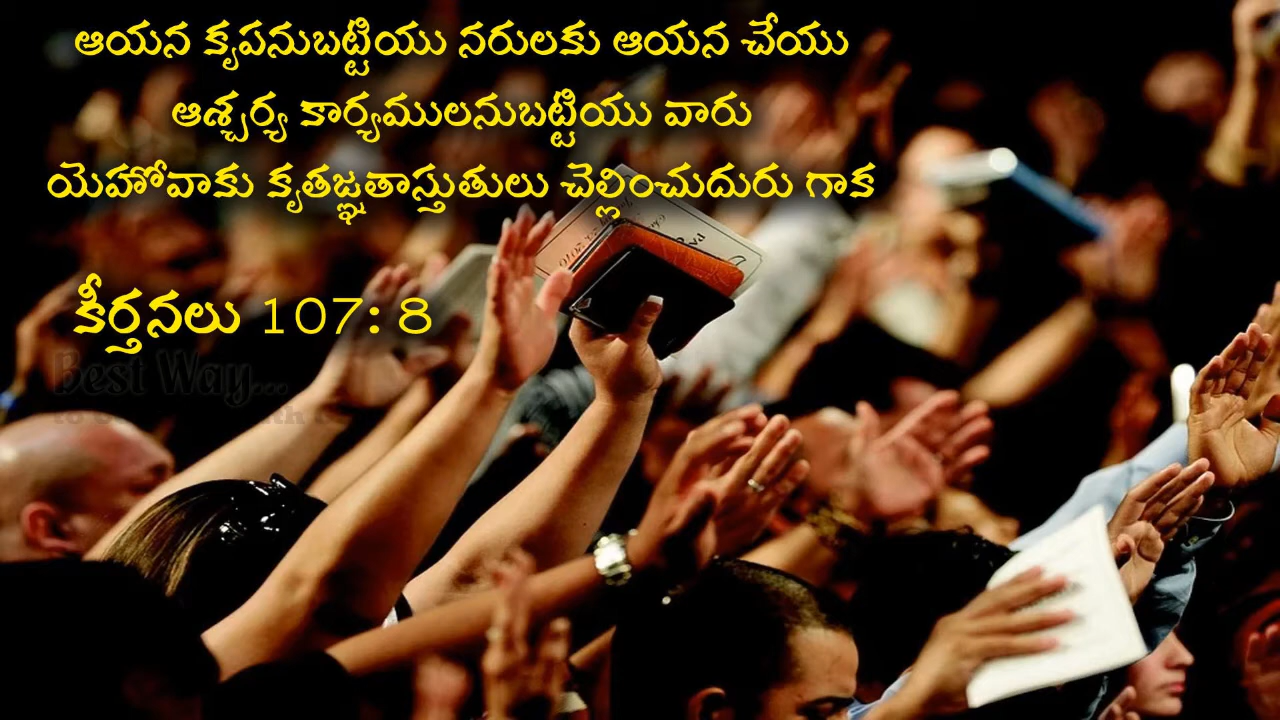 ఆయన కృపనుబట్టియు నరులకు ఆయన చేయు
ఆశ్చర్య కార్యములనుబట్టియు వారు
యెహోవాకు కృతజ్ఞతాస్తుతులు చెల్లించుదురు గాక
కీర్తనలు 107: 8
Best Way...